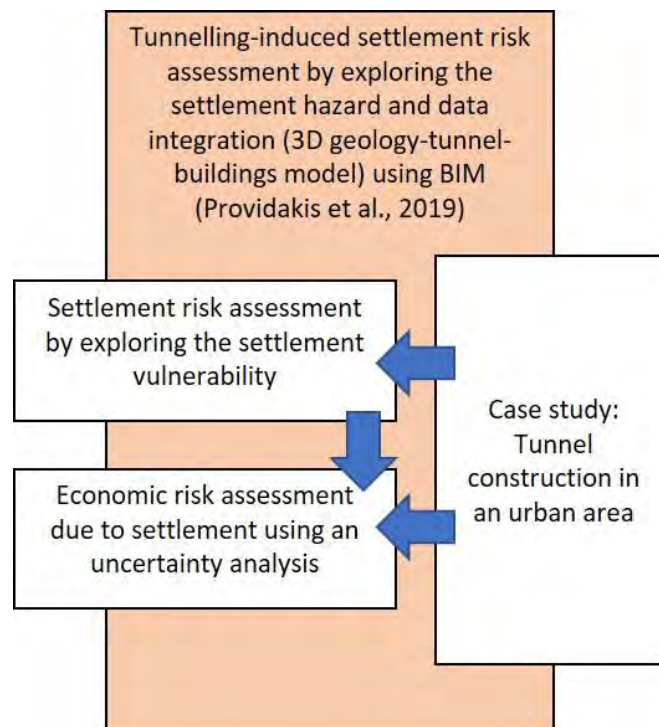 Tunnelling-induced settlement risk
assessment by exploring the
settlement hazard and data
integration (3D geology-tunnel-
buildings model) using BIM
(Providakis et al., 2019)
Settlement risk assessment
by exploring the settlement
vulnerability
Economic risk assessment
due to settlement using an
uncertainty analysis
Case study:
Tunnel
construction in
an urban area